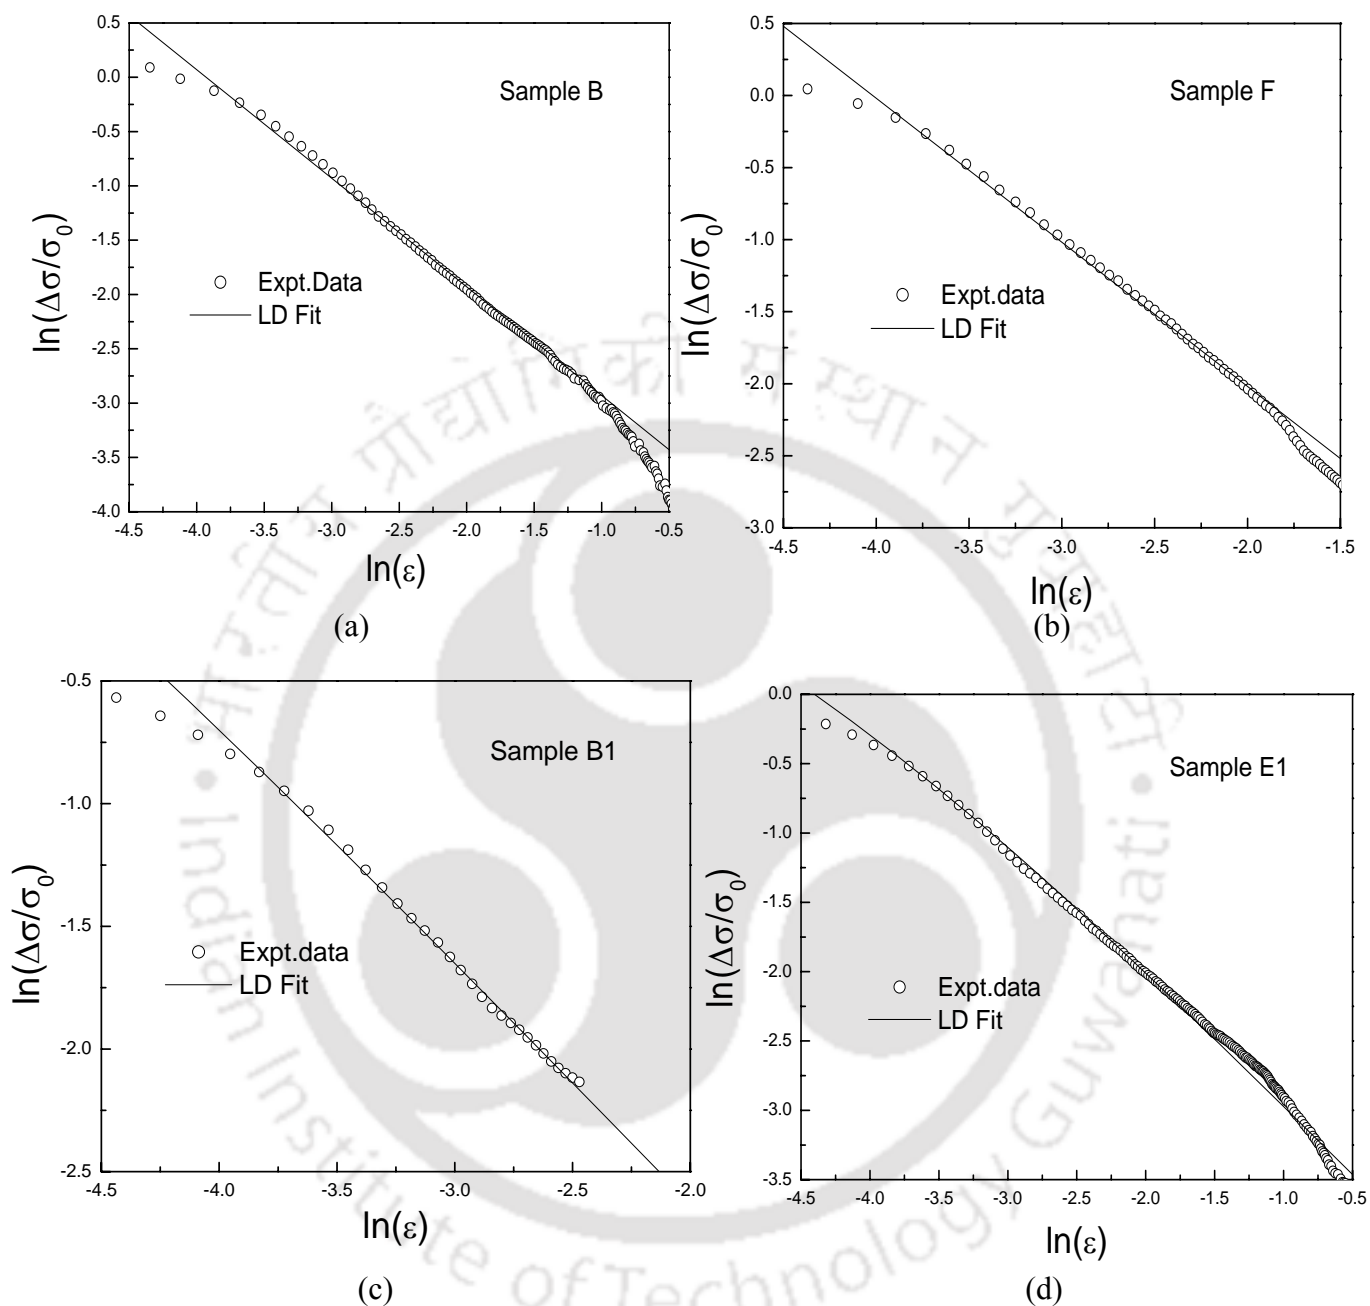 0.5
0.0
-0.5
-1.0
-1.5
-2.0
-2.5
-3.0
-3.5
-4.0
ln(Δσ/σ₀)
Sample B
Expt.Data
LD Fit
-4.5 -4.0 -3.5 -3.0 -2.5 -2.0 -1.5 -1.0 -0.5
ln(ε)
(a)
0.5
0.0
-0.5
-1.0
-1.5
-2.0
-2.5
-3.0
ln(Δσ/σ₀)
Sample F
Expt.data
LD Fit
-4.5 -4.0 -3.5 -3.0 -2.5 -2.0 -1.5
ln(ε)
(b)
-0.5
-1.0
-1.5
-2.0
-2.5
ln(Δσ/σ₀)
Sample B1
Expt.data
LD Fit
-4.5 -4.0 -3.5 -3.0 -2.5 -2.0
ln(ε)
(c)
0.0
-0.5
-1.0
-1.5
-2.0
-2.5
-3.0
-3.5
ln(Δσ/σ₀)
Sample E1
Expt.data
LD Fit
-4.5 -4.0 -3.5 -3.0 -2.5 -2.0 -1.5 -1.0 -0.5
ln(ε)
(d)
भारतीय प्रौद्योगिकी संस्थान गुवाहाटी
Indian Institute of Technology Guwahati